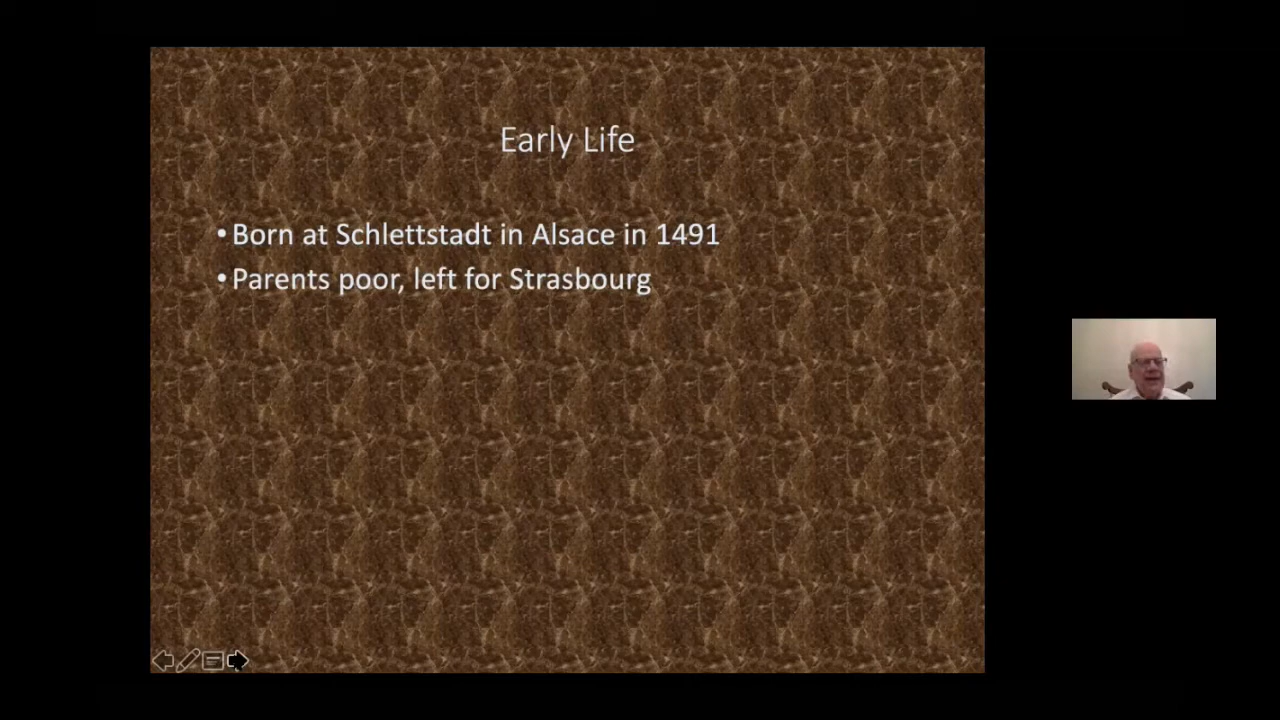 Early Life
•Born at Schlettstadt in Alsace in 1491
•Parents poor, left for Strasbourg